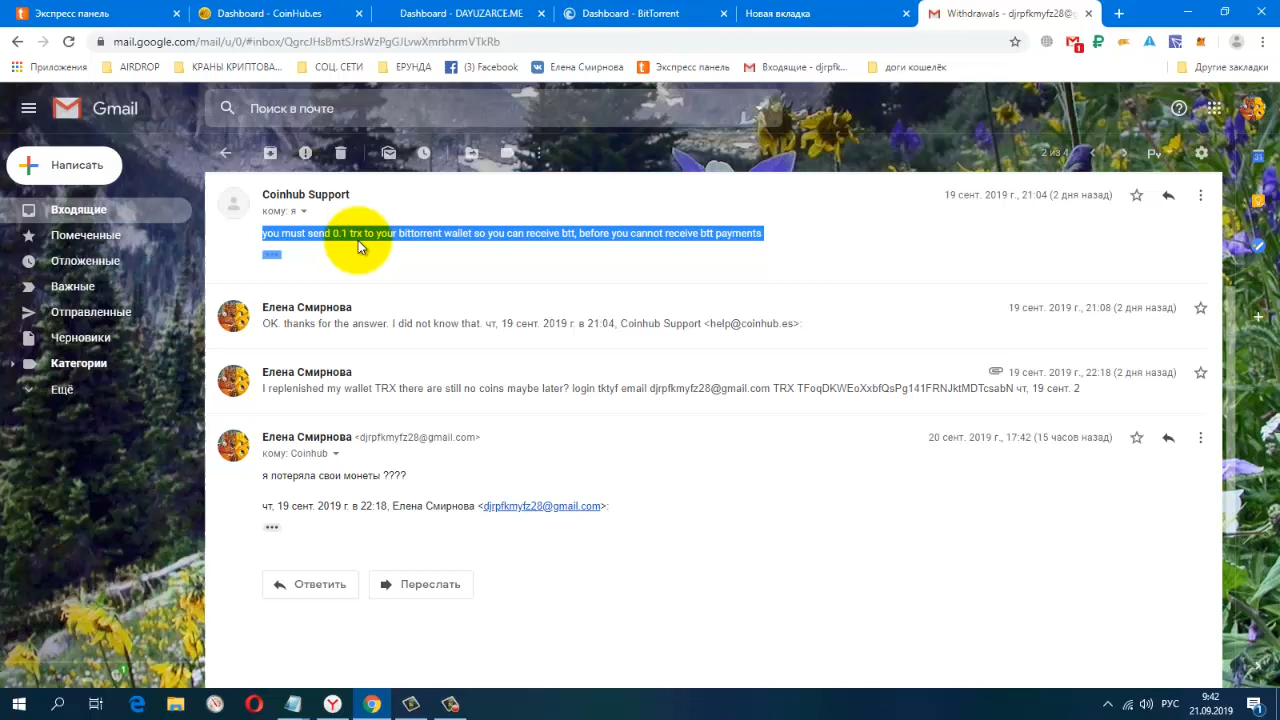 Экспресс панель
Dashboard - CoinHub.es
Dashboard - DAYUZARCE.ME
Dashboard - BitTorrent
Новая вкладка
Withdrawals - djrpfkmyfz28@g
mail.google.com/mail/u/0/#inbox/QgrcJHsBmtSJrsWzPgGJLvwXmrbhrmVTkRb
Приложения
AIRDROP
КРАНЫ КРИПТОВА...
СОЦ. СЕТИ
ЕРУНДА
(3) Facebook
Елена Смирнова
Экспресс панель
Входящие - djrpfk...
доги кошелёк
Другие закладки
Gmail
Поиск в почте
Написать
2 из 4
Ру
31
Входящие
Помеченные
Отложенные
Важные
Отправленные
Черновики
Категории
Ещё
Coinhub Support
19 сент. 2019 г., 21:04 (2 дня назад)
кому: я
you must send 0.1 trx to your bittorrent wallet so you can receive btt, before you cannot receive btt payments
Елена Смирнова
19 сент. 2019 г., 21:08 (2 дня назад)
OK. thanks for the answer. I did not know that. чт, 19 сент. 2019 г. в 21:04, Coinhub Support <help@coinhub.es>:
Елена Смирнова
19 сент. 2019 г., 22:18 (2 дня назад)
I replenished my wallet TRX there are still no coins maybe later? login tktyf email djrpfkmyfz28@gmail.com TRX TFoqDKWEoXxbfQsPg141FRNJktMDTcsabN чт, 19 сент. 2
Елена Смирнова <djrpfkmyfz28@gmail.com>
20 сент. 2019 г., 17:42 (15 часов назад)
кому: Coinhub
я потеряла свои монеты ????
чт, 19 сент. 2019 г. в 22:18, Елена Смирнова <djrpfkmyfz28@gmail.com>:
Ответить
Переслать
1
РУС
9:42
21.09.2019